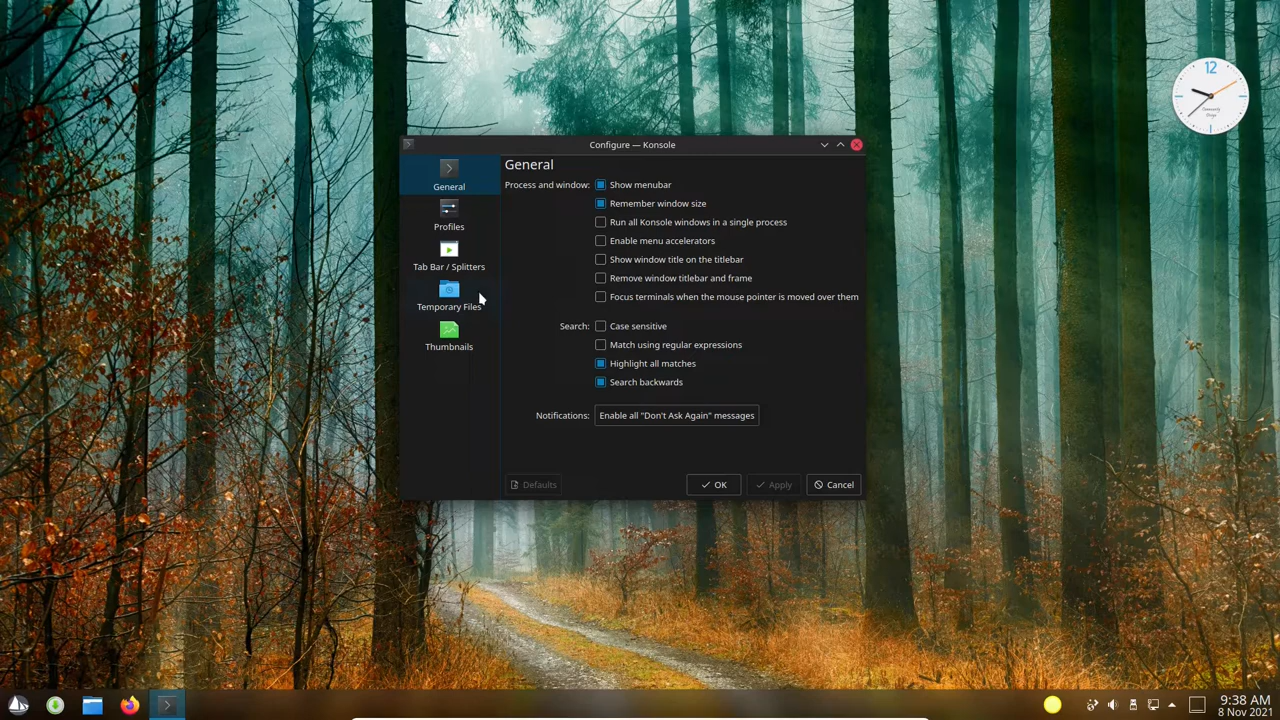 12
Configure — Konsole
General
Profiles
Tab Bar / Splitters
Temporary Files
Thumbnails
General
Process and window: Show menubar
Remember window size
Run all Konsole windows in a single process
Enable menu accelerators
Show window title on the titlebar
Remove window titlebar and frame
Focus terminals when the mouse pointer is moved over them
Search: Case sensitive
Match using regular expressions
Highlight all matches
Search backwards
Notifications: Enable all "Don't Ask Again" messages
Defaults OK Apply Cancel
9:38 AM
8 Nov 2021